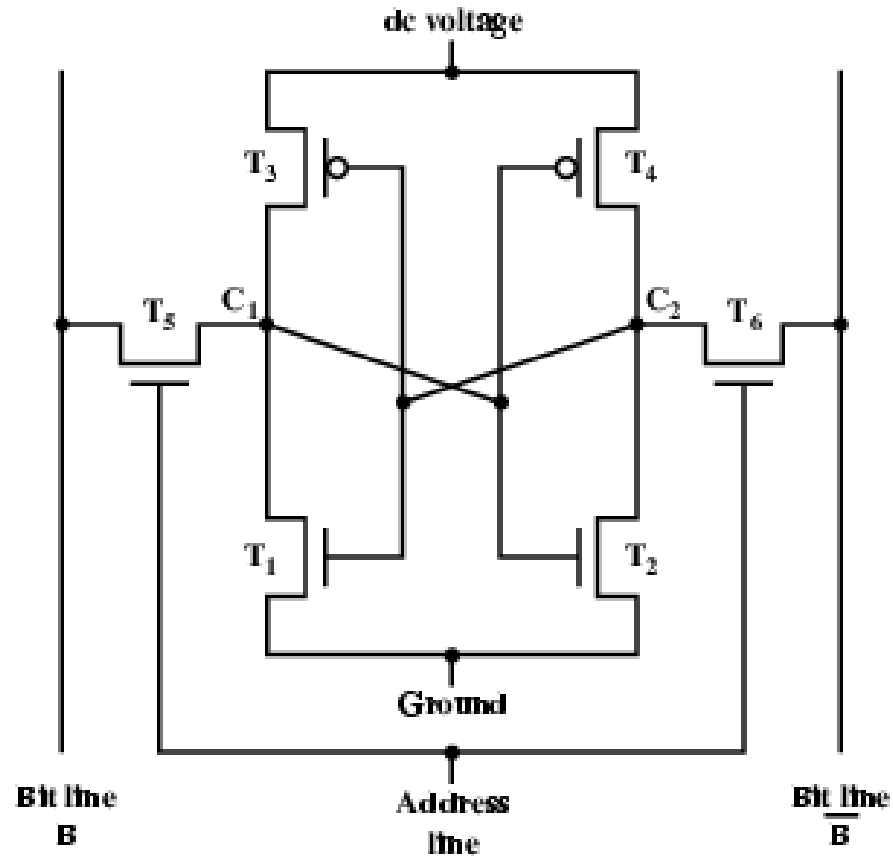 dc voltage
T3
T4
T5
C1
C2
T6
T1
T2
Ground
Bit line
B
Address
line
Bit line
B̅